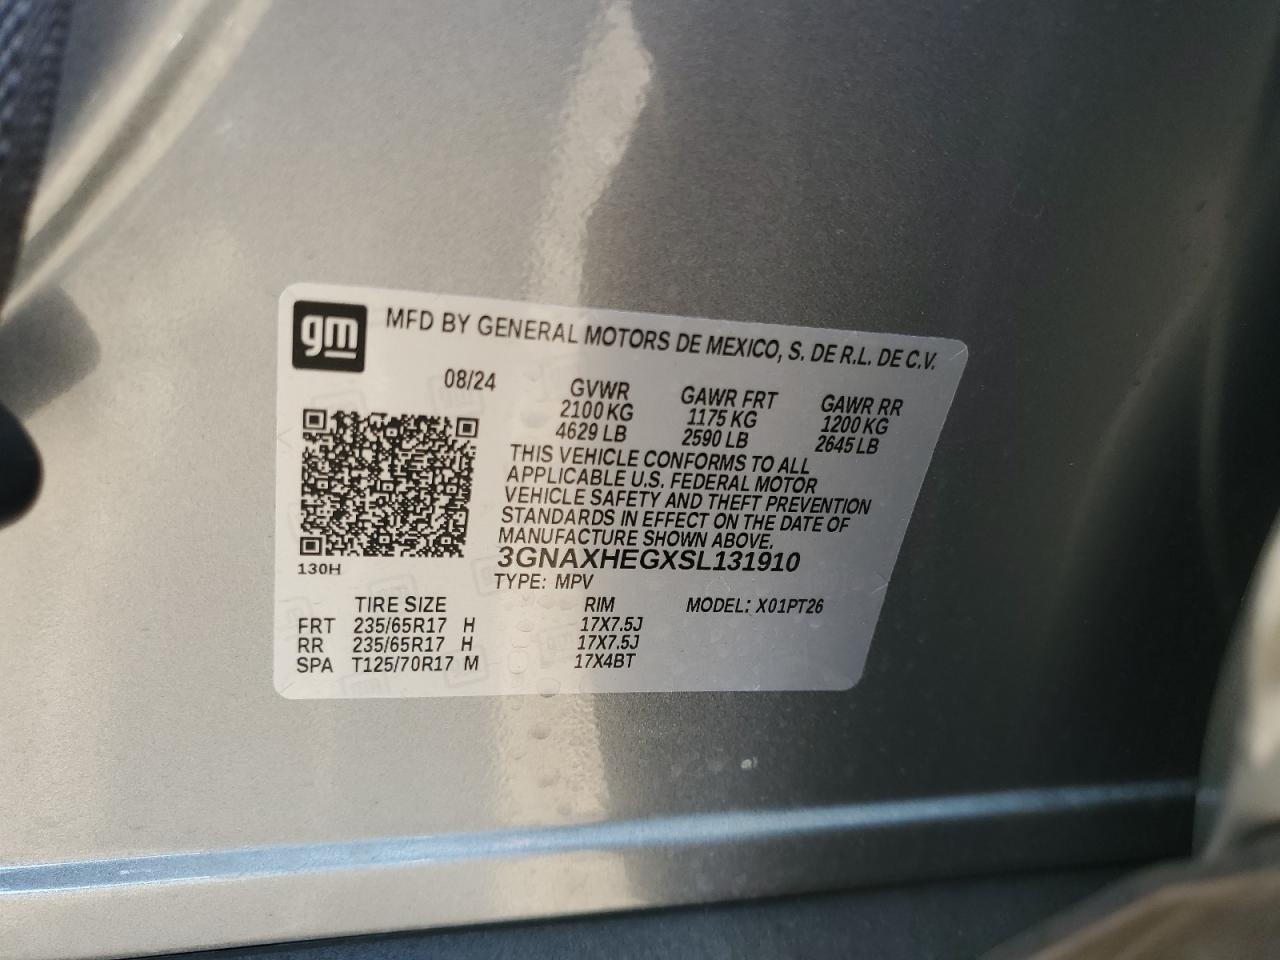 gm
MFD BY GENERAL MOTORS DE MEXICO, S. DE R.L. DE C.V.
08/24
GVWR GAWR FRT GAWR RR
2100 KG 1175 KG 1200 KG
4629 LB 2590 LB 2645 LB
THIS VEHICLE CONFORMS TO ALL
APPLICABLE U.S. FEDERAL MOTOR
VEHICLE SAFETY AND THEFT PREVENTION
STANDARDS IN EFFECT ON THE DATE OF
MANUFACTURE SHOWN ABOVE.
3GNAXHEGXSL131910
130H
TYPE: MPV
TIRE SIZE RIM MODEL: X01PT26
FRT 235/65R17 H 17X7.5J
RR 235/65R17 H 17X7.5J
SPA T125/70R17 M 17X4BT